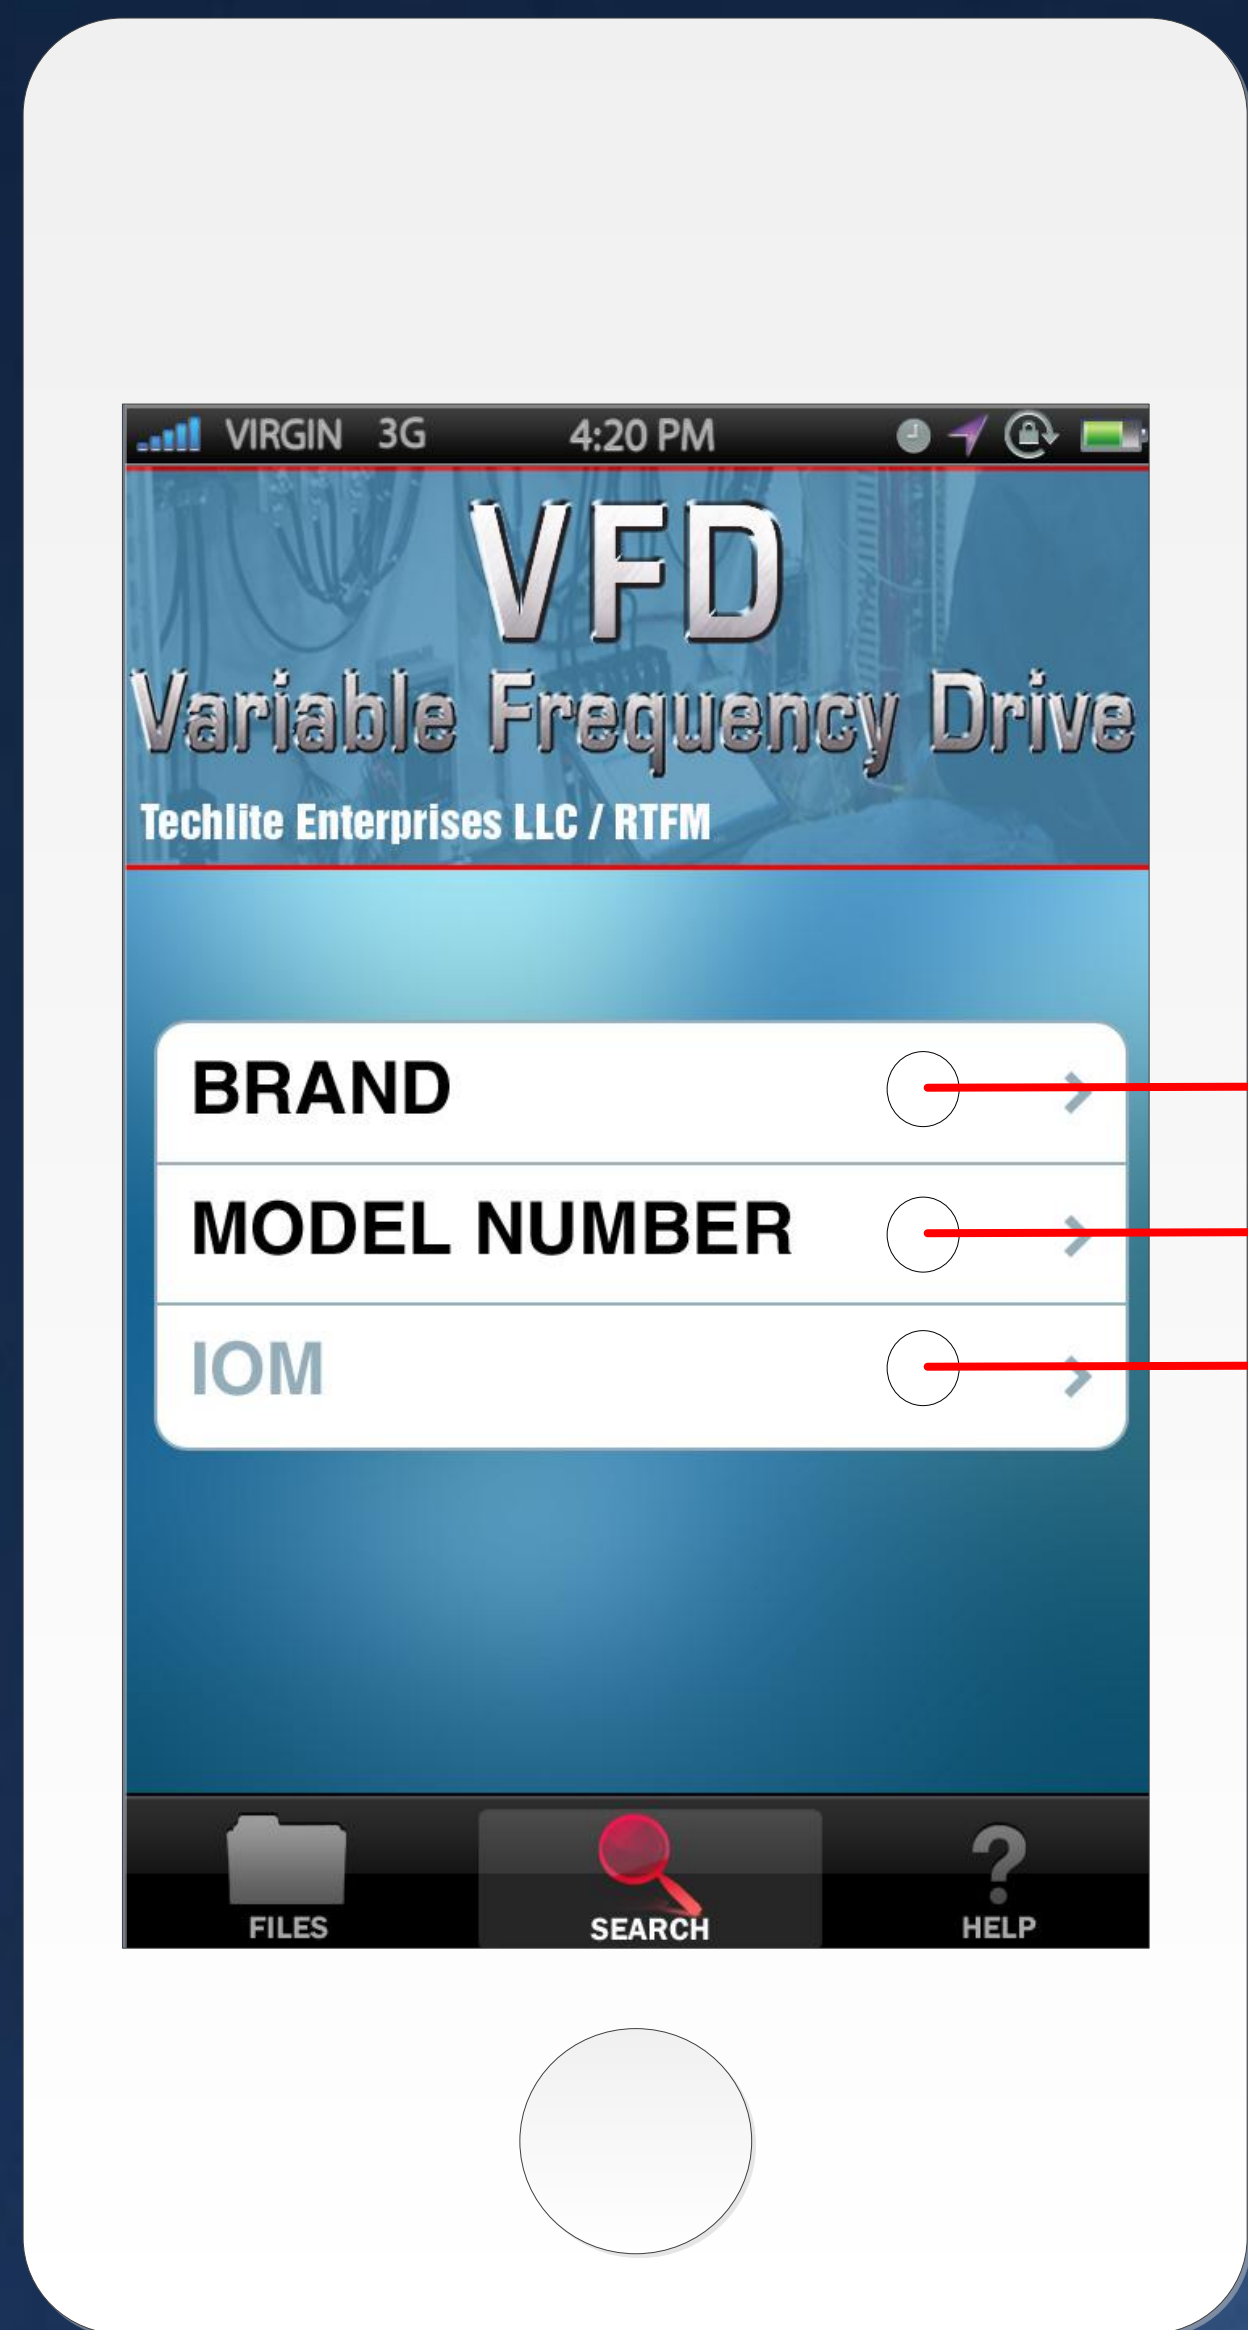 VIRGIN 3G 4:20 PM
VFD
Variable Frequency Drive
Techlite Enterprises LLC / RTFM
BRAND
MODEL NUMBER
IOM
FILES SEARCH HELP